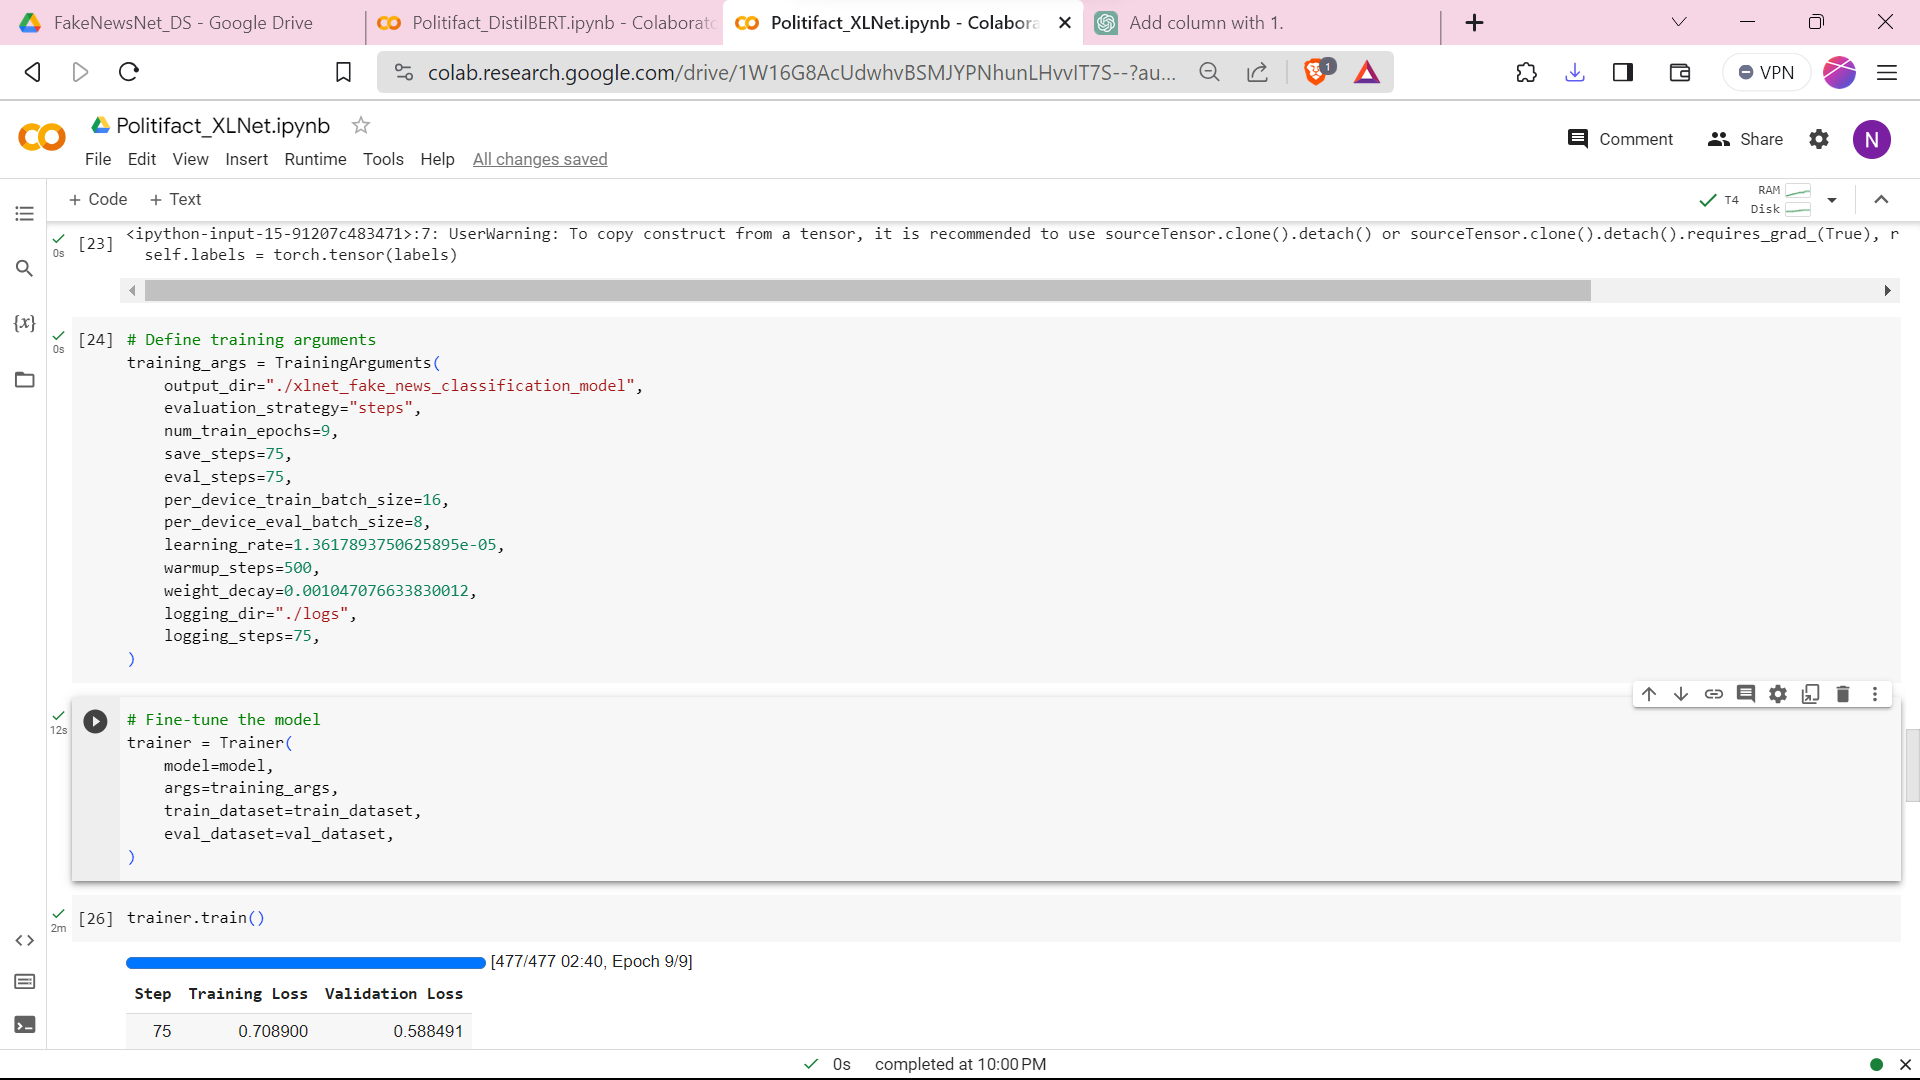 FakeNewsNet_DS - Google Drive
Politifact_DistilBERT.ipynb - Colaborato
Politifact_XLNet.ipynb - Colabora
Add column with 1.
colab.research.google.com/drive/1W16G8AcUdwhvBSMJYPNhunLHvvIT7S--?au...
1
VPN
Politifact_XLNet.ipynb
File Edit View Insert Runtime Tools Help All changes saved
Comment
Share
N
+ Code + Text
T4
RAM
Disk
[23]
0s
<ipython-input-15-91207c483471>:7: UserWarning: To copy construct from a tensor, it is recommended to use sourceTensor.clone().detach() or sourceTensor.clone().detach().requires_grad_(True), r
self.labels = torch.tensor(labels)
{x}
[24]
0s
# Define training arguments
training_args = TrainingArguments(
output_dir="./xlnet_fake_news_classification_model",
evaluation_strategy="steps",
num_train_epochs=9,
save_steps=75,
eval_steps=75,
per_device_train_batch_size=16,
per_device_eval_batch_size=8,
learning_rate=1.3617893750625895e-05,
warmup_steps=500,
weight_decay=0.001047076633830012,
logging_dir="./logs",
logging_steps=75,
)
12s
# Fine-tune the model
trainer = Trainer(
model=model,
args=training_args,
train_dataset=train_dataset,
eval_dataset=val_dataset,
)
[26]
2m
trainer.train()
[477/477 02:40, Epoch 9/9]
Step Training Loss Validation Loss
75 0.708900 0.588491
0s completed at 10:00 PM